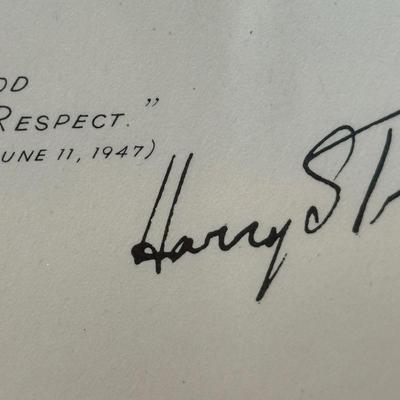 OD
RESPECT."
UNE 11, 1947)
Harry S T